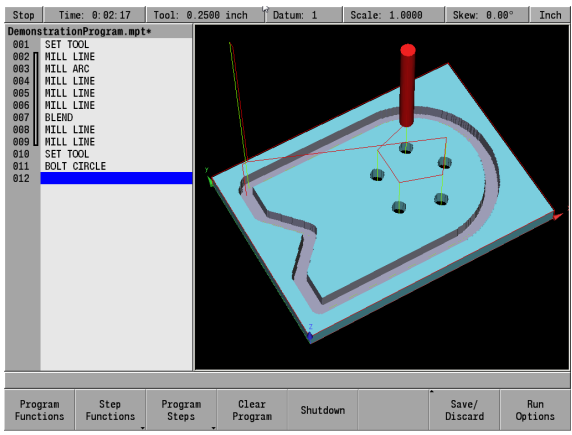 Stop Time: 0:02:17 Tool: 0.2500 inch Datum: 1 Scale: 1.0000 Skew: 0.00° Inch
DemonstrationProgram.mpt*
001 SET TOOL
002 MILL LINE
003 MILL ARC
004 MILL LINE
005 MILL LINE
006 MILL LINE
007 BLEND
008 MILL LINE
009 MILL LINE
010 SET TOOL
011 BOLT CIRCLE
012
Y
Z
Program Functions
Step Functions
Program Steps
Clear Program
Shutdown
Save/ Discard
Run Options